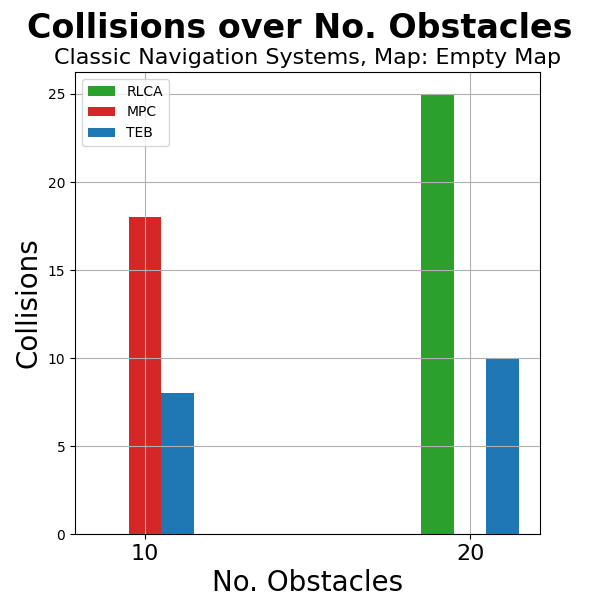 Collisions over No. Obstacles
Classic Navigation Systems, Map: Empty Map
RLCA
MPC
TEB
25
20
15
10
5
0
Collisions
10 20
No. Obstacles